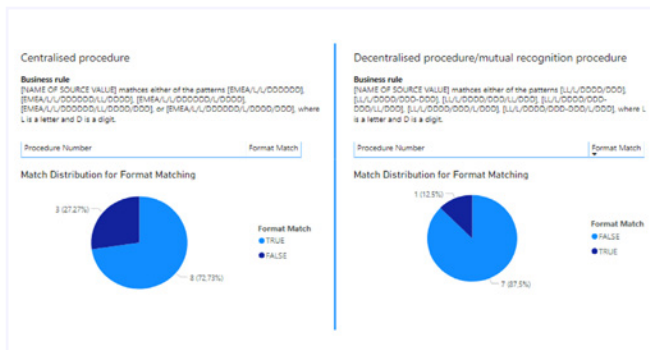 Centralised procedure
Business rule
[NAME OF SOURCE VALUE] mathces either of the patterns [EMEA/L/L/DDDDDD],
[EMEA/L/L/DDDDDD/LL/DDDD], [EMEA/L/L/DDDDDD/L/DDDD],
[EMEA/L/L/DDDDDD/LL/DDDD/DDD], or [EMEA/L/L/DDDDDD/L/DDDD/DDD], where
L is a letter and D is a digit.
Procedure Number Format Match
Match Distribution for Format Matching
3 (27.27%)
8 (72.73%)
Format Match
TRUE
FALSE
Decentralised procedure/mutual recognition procedure
Business rule
[NAME OF SOURCE VALUE] mathces either of the patterns [LL/L/DDDD/DDD],
[LL/L/DDDD/DDD-DDD], [LL/L/DDDD/DDD/LL/DDD], [LL/L/DDDD/DDD-
DDD/LL/DDD], [LL/L/DDDD/DDD/L/DDD], [LL/L/DDDD/DDD-DDD/L/DDD], where L
is a letter and D is a digit.
Procedure Number Format Match
Match Distribution for Format Matching
1 (12.5%)
7 (87.5%)
Format Match
FALSE
TRUE